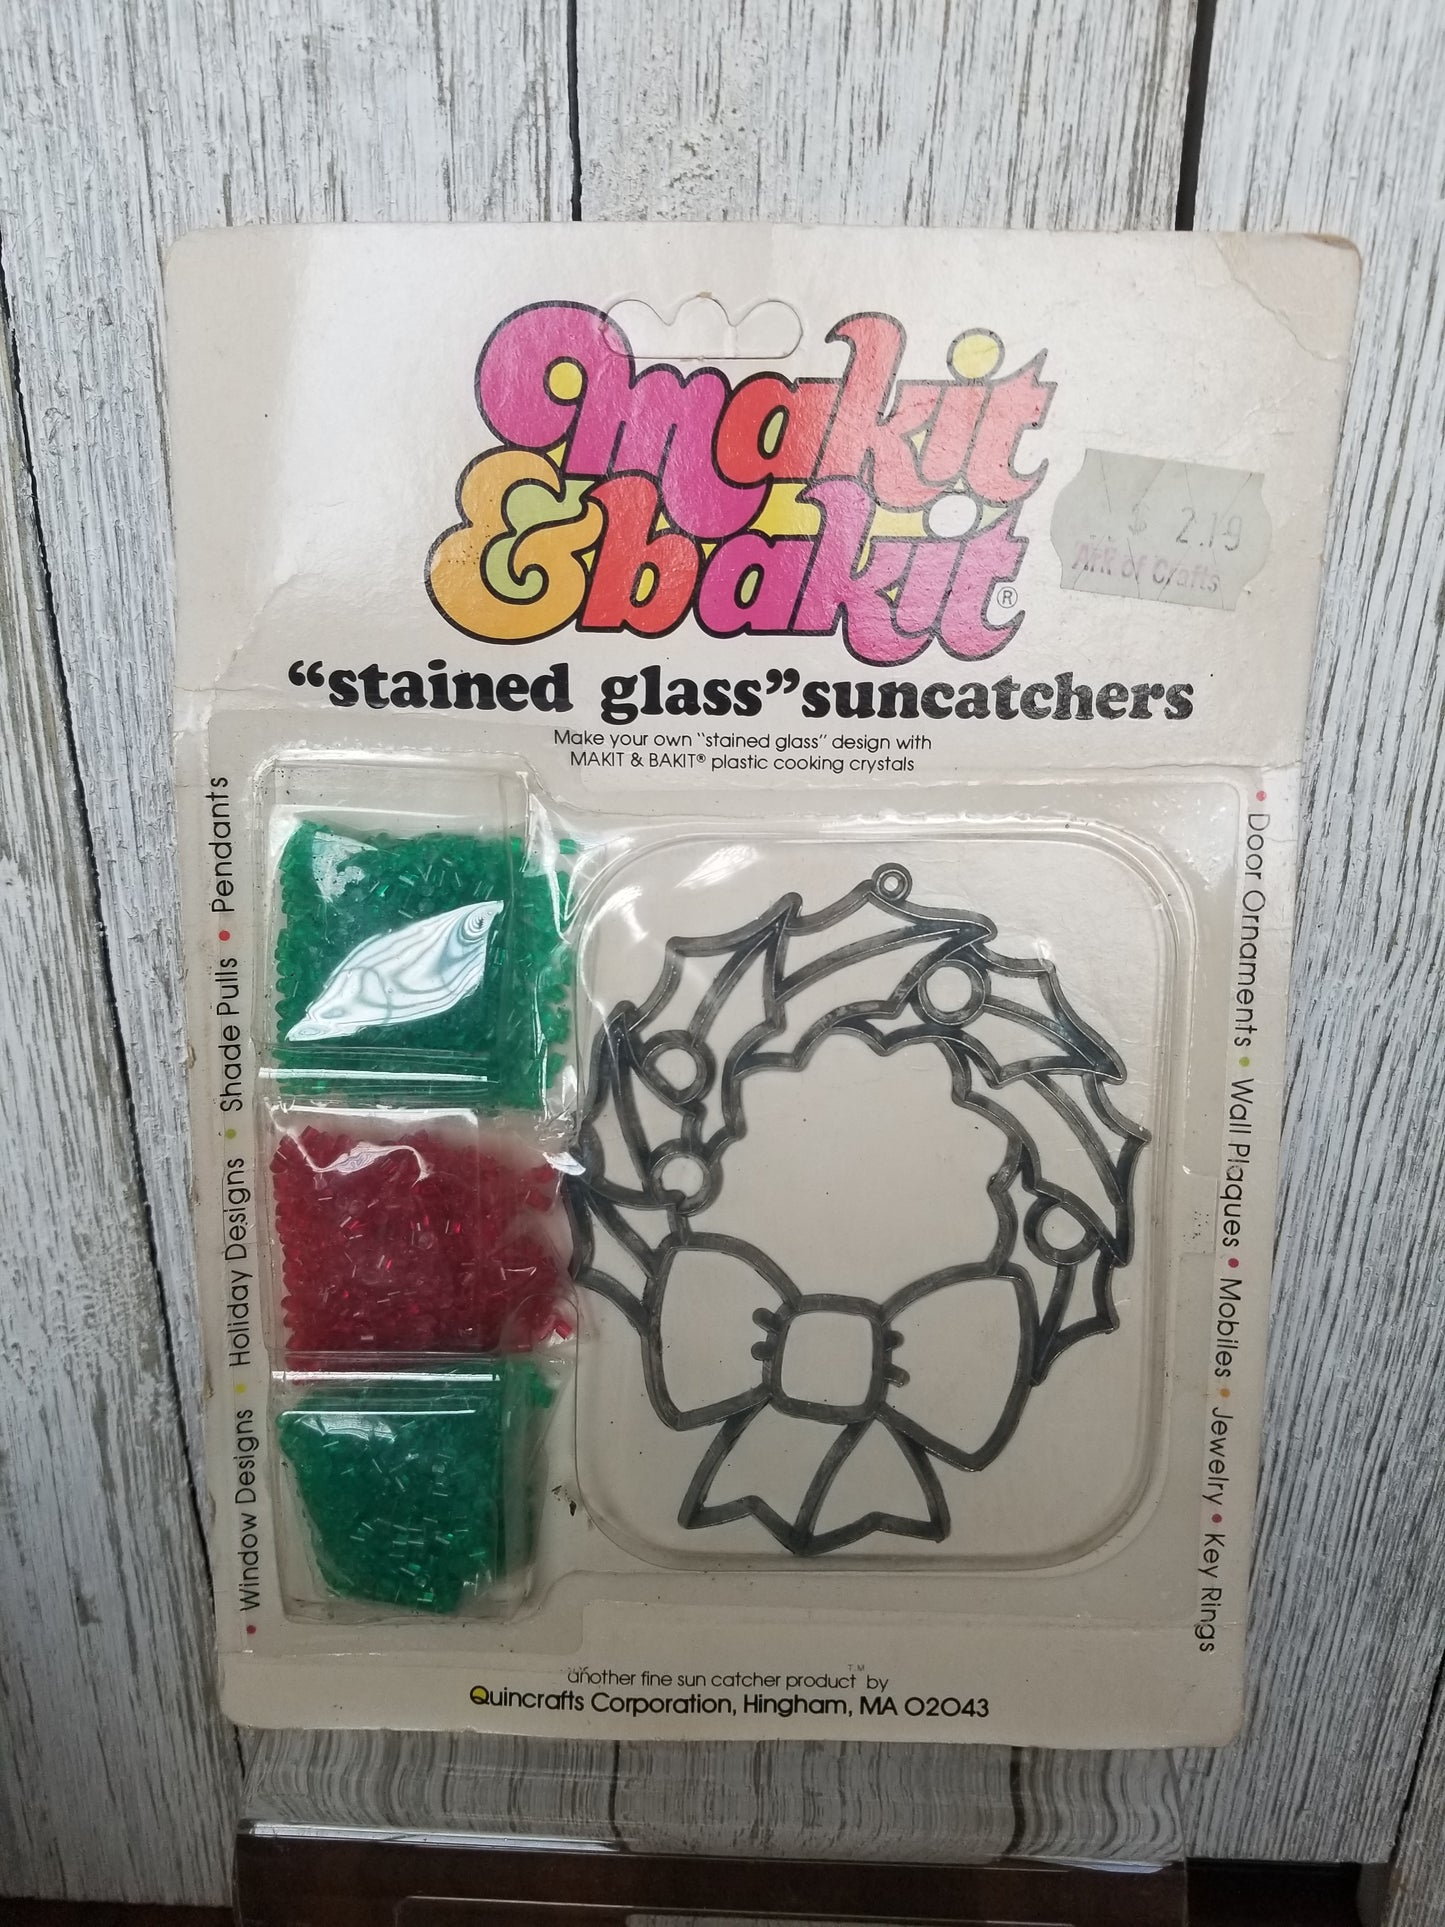 makit
& bakit®
$ 2.19
Ark of Crafts
“stained glass” suncatchers
Make your own "stained glass" design with
MAKIT & BAKIT® plastic cooking crystals
• Window Designs • Holiday Designs • Shade Pulls • Pendants
• Door Ornaments • Wall Plaques • Mobiles • Jewelry • Key Rings
another fine sun catcher product™ by
Quincrafts Corporation, Hingham, MA 02043